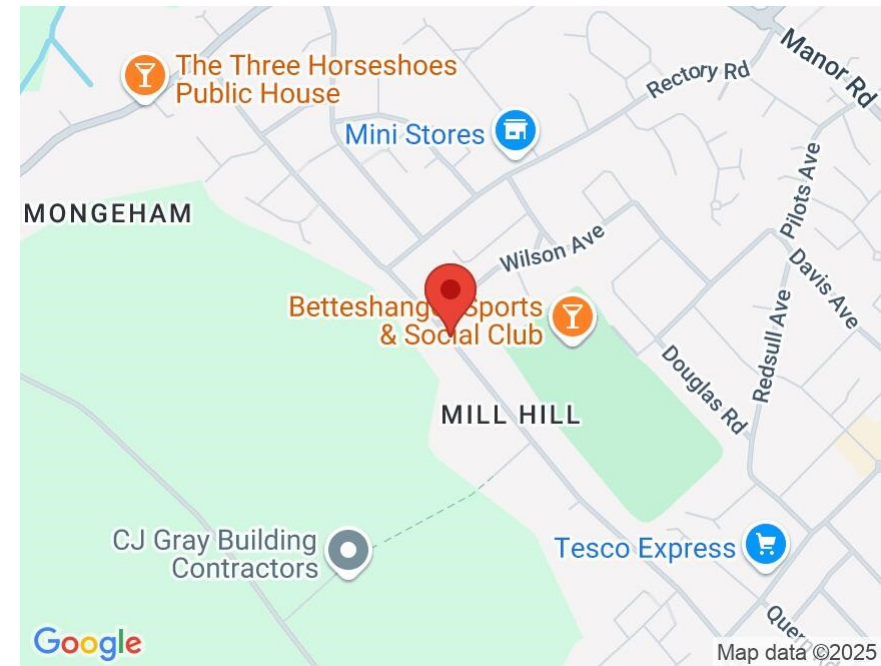 The Three Horseshoes
Public House
Manor Rd
Rectory Rd
Mini Stores
Pilots Ave
MONGEHAM
Wilson Ave
Davis Ave
Betteshang Sports
& Social Club
Redsull Ave
Douglas Rd
MILL HILL
CJ Gray Building
Contractors
Tesco Express
Google
Map data ©2025